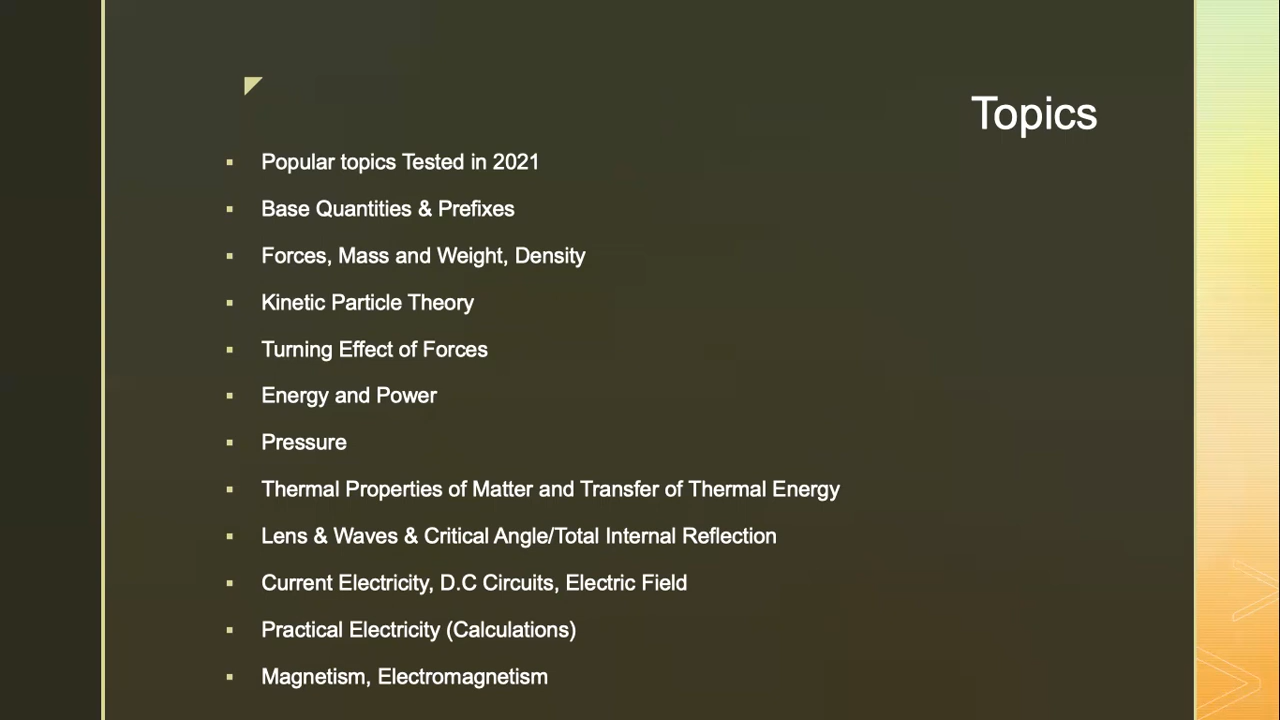 Topics
▪ Popular topics Tested in 2021
▪ Base Quantities & Prefixes
▪ Forces, Mass and Weight, Density
▪ Kinetic Particle Theory
▪ Turning Effect of Forces
▪ Energy and Power
▪ Pressure
▪ Thermal Properties of Matter and Transfer of Thermal Energy
▪ Lens & Waves & Critical Angle/Total Internal Reflection
▪ Current Electricity, D.C Circuits, Electric Field
▪ Practical Electricity (Calculations)
▪ Magnetism, Electromagnetism